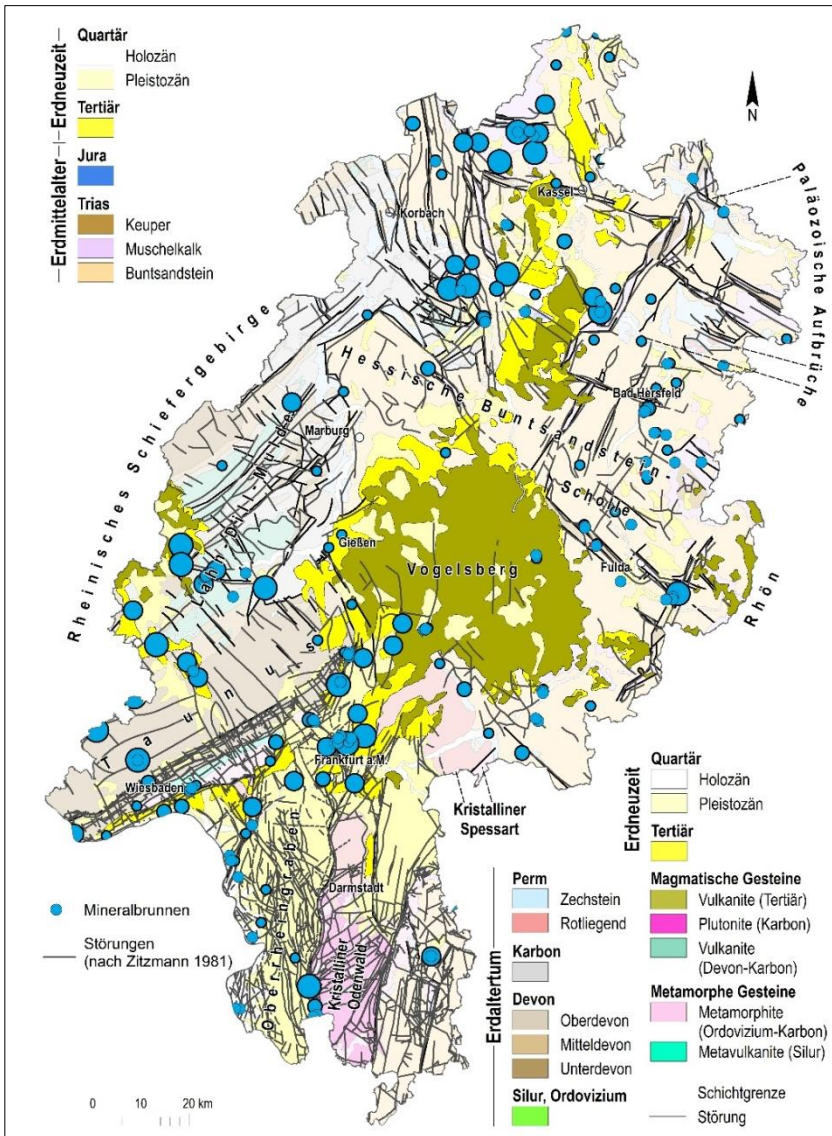 Quartär
Holozän
Pleistozän
Tertiär
Jura
Trias
Keuper
Muschelkalk
Buntsandstein
Erdmittelalter
Erdneuzeit
N
Kassel
Korbach
Paläozoische Aufbrüche
Rheinisches Schiefergebirge
Hessische Buntsandstein-
Scholle
Bad Hersfeld
Marburg
Lahn-Dill-Mulde
Gießen
Vogelsberg
Fulda
Rhön
Taunus
Wiesbaden
Frankfurt a.M.
Kristalliner
Spessart
Darmstadt
Oberrheingraben
Kristalliner
Odenwald
Mineralbrunnen
Störungen
(nach Zitzmann 1981)
0 10 20 km
Erdneuzeit
Quartär
Holozän
Pleistozän
Tertiär
Erdaltertum
Perm
Zechstein
Rotliegend
Karbon
Devon
Oberdevon
Mitteldevon
Unterdevon
Silur, Ordovizium
Magmatische Gesteine
Vulkanite (Tertiär)
Plutonite (Karbon)
Vulkanite
(Devon-Karbon)
Metamorphe Gesteine
Metamorphite
(Ordovizium-Karbon)
Metavulkanite (Silur)
Schichtgrenze
Störung